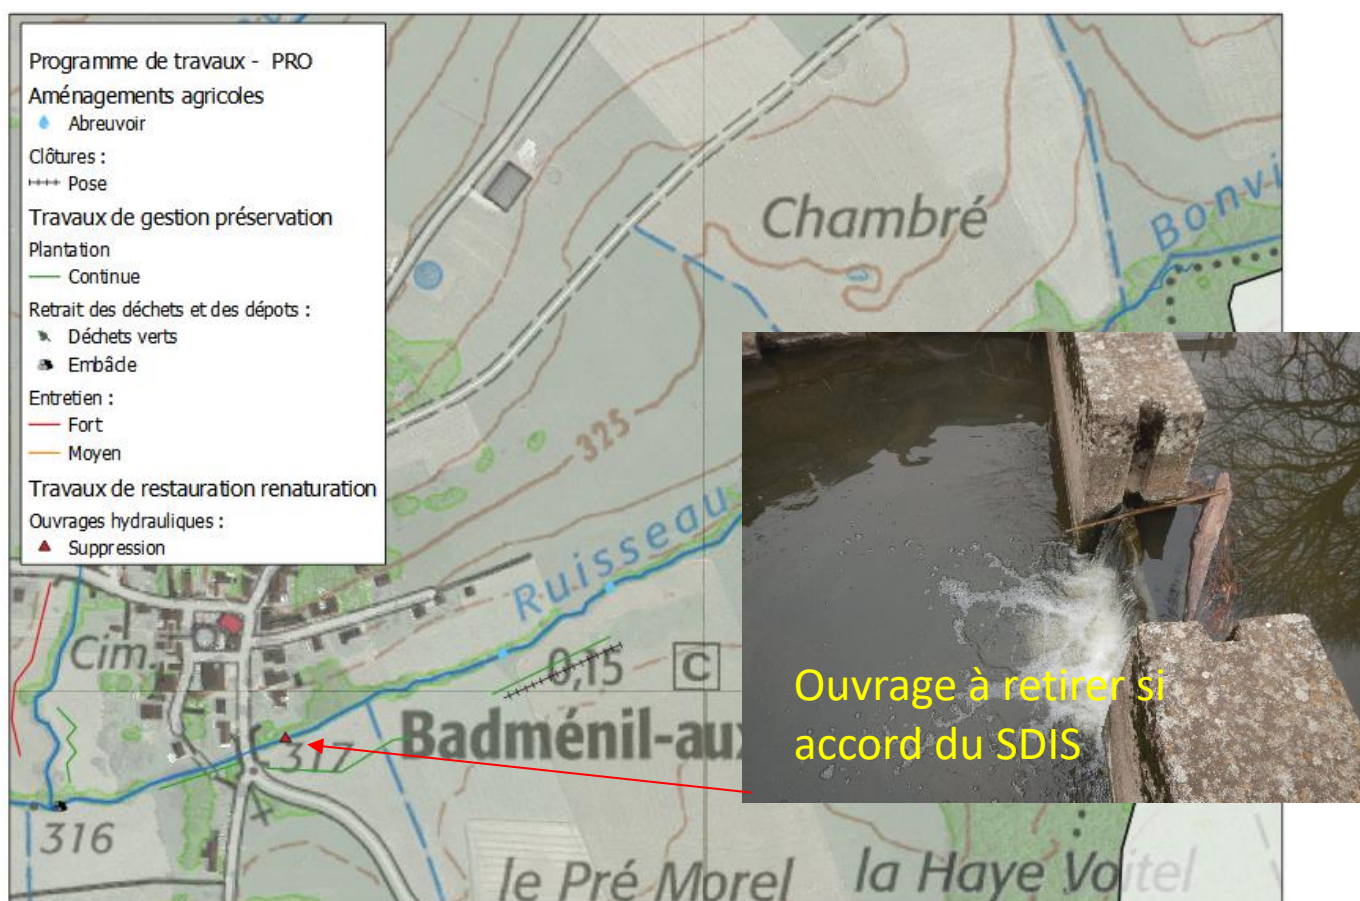 Programme de travaux - PRO
Aménagements agricoles
Abreuvoir
Clôtures :
Pose
Travaux de gestion préservation
Plantation
Continue
Retrait des déchets et des dépots :
Déchets verts
Embâcle
Entretien :
Fort
Moyen
Travaux de restauration renaturation
Ouvrages hydrauliques :
Suppression
Chambré
Bonvi
325
Ruisseau
Cim.
0,15
C
Badménil-aux
317
316
le Pré Morel
la Haye Voitel
Ouvrage à retirer si
accord du SDIS